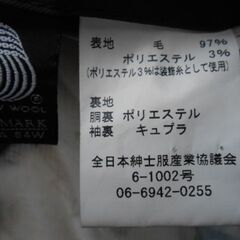 WOOL
MARK
表地 毛 97%
ポリエステル 3%
(ポリエステル3%は装飾糸として使用)
裏地
胴裏 ポリエステル
袖裏 キュプラ
全日本紳士服産業協議会
6-1002号
06-6942-0255